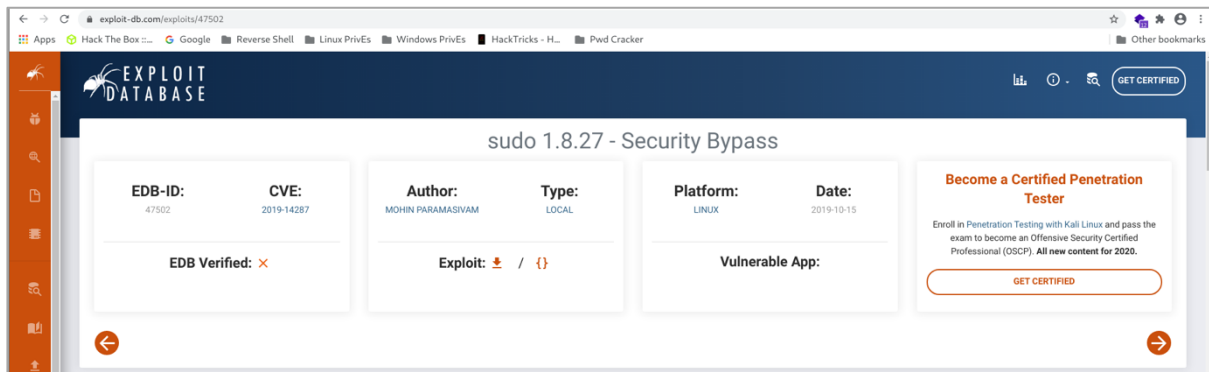 exploit-db.com/exploits/47502
Apps Hack The Box ::... Google Reverse Shell Linux PrivEs Windows PrivEs HackTricks - H... Pwd Cracker Other bookmarks
EXPLOIT
DATABASE
GET CERTIFIED
sudo 1.8.27 - Security Bypass
EDB-ID:
47502
CVE:
2019-14287
EDB Verified: ×
Author:
MOHIN PARAMASIVAM
Type:
LOCAL
Exploit: / {}
Platform:
LINUX
Date:
2019-10-15
Vulnerable App:
Become a Certified Penetration
Tester
Enroll in Penetration Testing with Kali Linux and pass the
exam to become an Offensive Security Certified
Professional (OSCP). All new content for 2020.
GET CERTIFIED